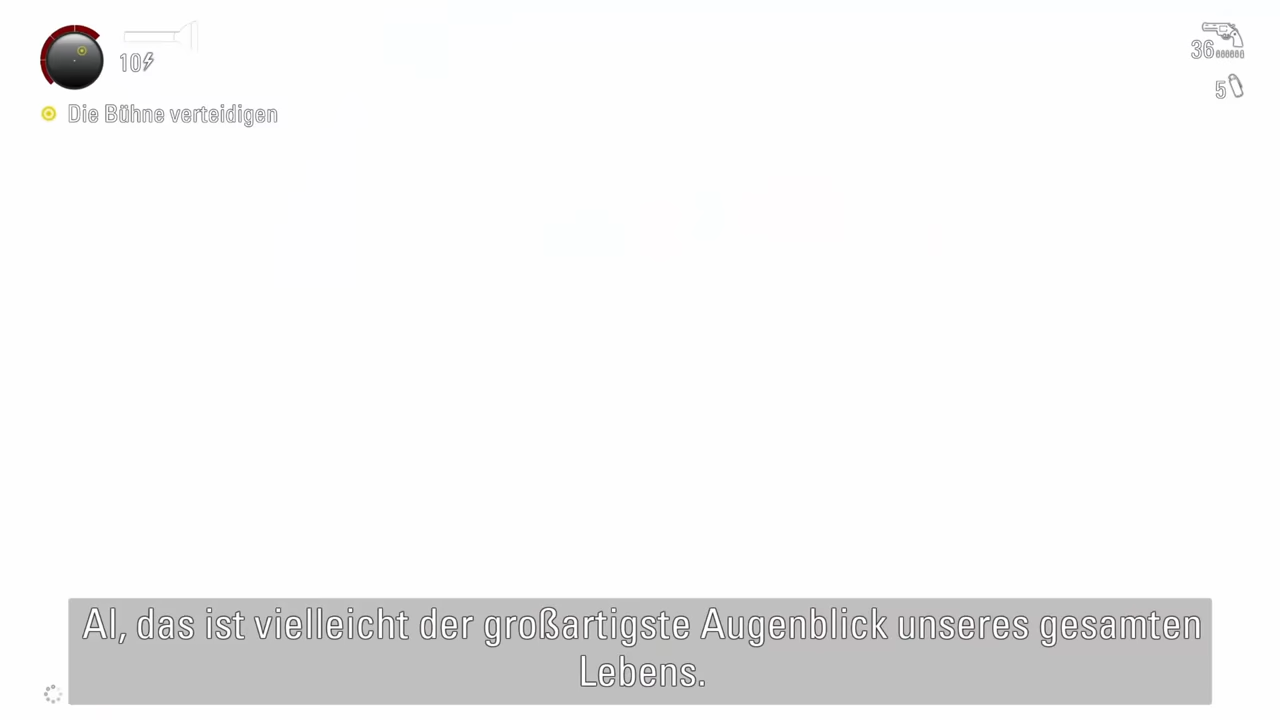 10
36
5
Die Bühne verteidigen
Al, das ist vielleicht der großartigste Augenblick unseres gesamten
Lebens.